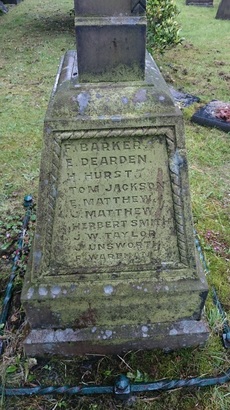 F. BARKER.
E. DEARDEN.
H. HURST.
TOM JACKSON
E. MATTHEW
J. MATTHEW
HERBERT SMITH
J. W. TAYLOR
J. UNSWORTH